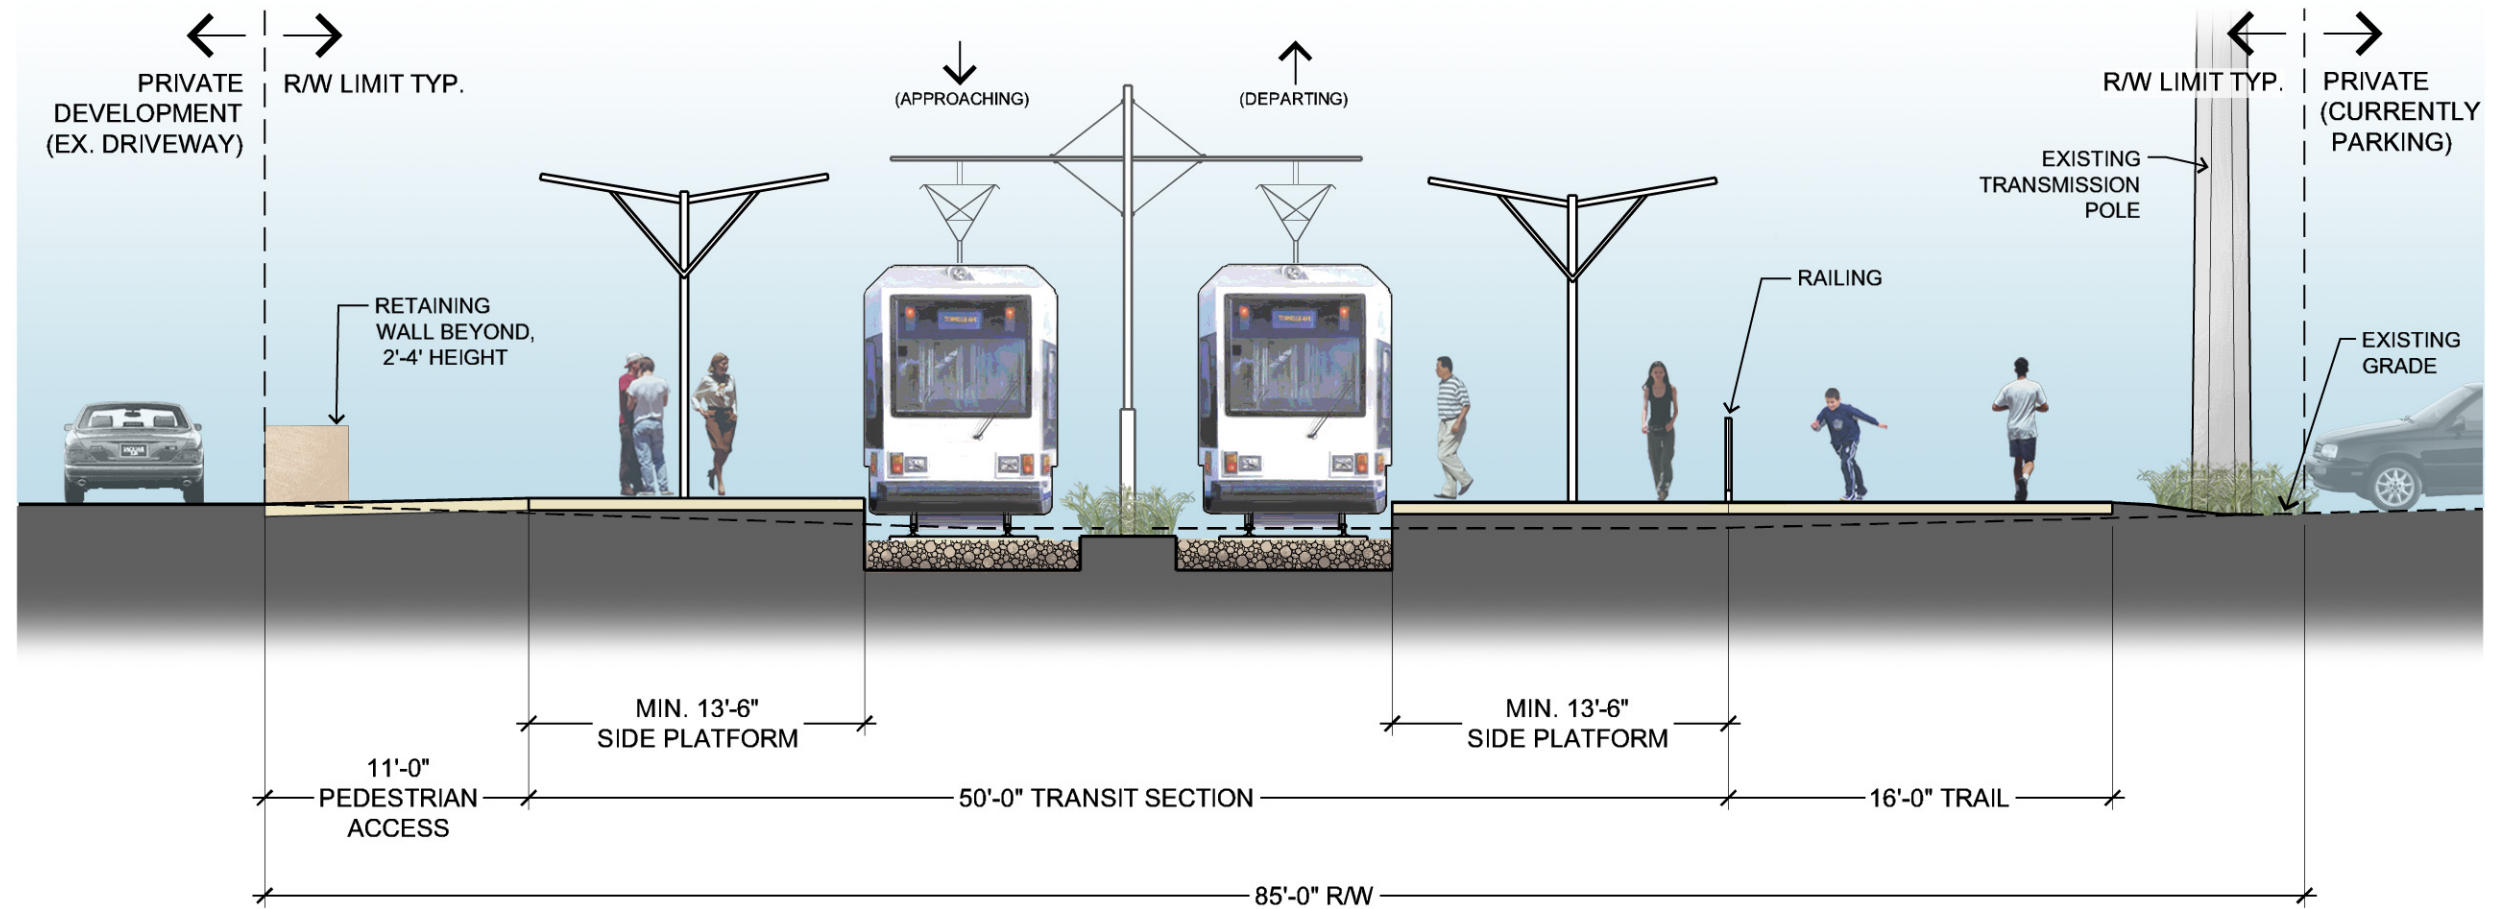 PRIVATE
DEVELOPMENT
(EX. DRIVEWAY)
R/W LIMIT TYP.
(APPROACHING)
(DEPARTING)
R/W LIMIT TYP.
PRIVATE
(CURRENTLY
PARKING)
EXISTING
TRANSMISSION
POLE
RETAINING
WALL BEYOND,
2'-4' HEIGHT
RAILING
EXISTING
GRADE
MIN. 13'-6"
SIDE PLATFORM
MIN. 13'-6"
SIDE PLATFORM
11'-0"
PEDESTRIAN
ACCESS
50'-0" TRANSIT SECTION
16'-0" TRAIL
85'-0" R/W